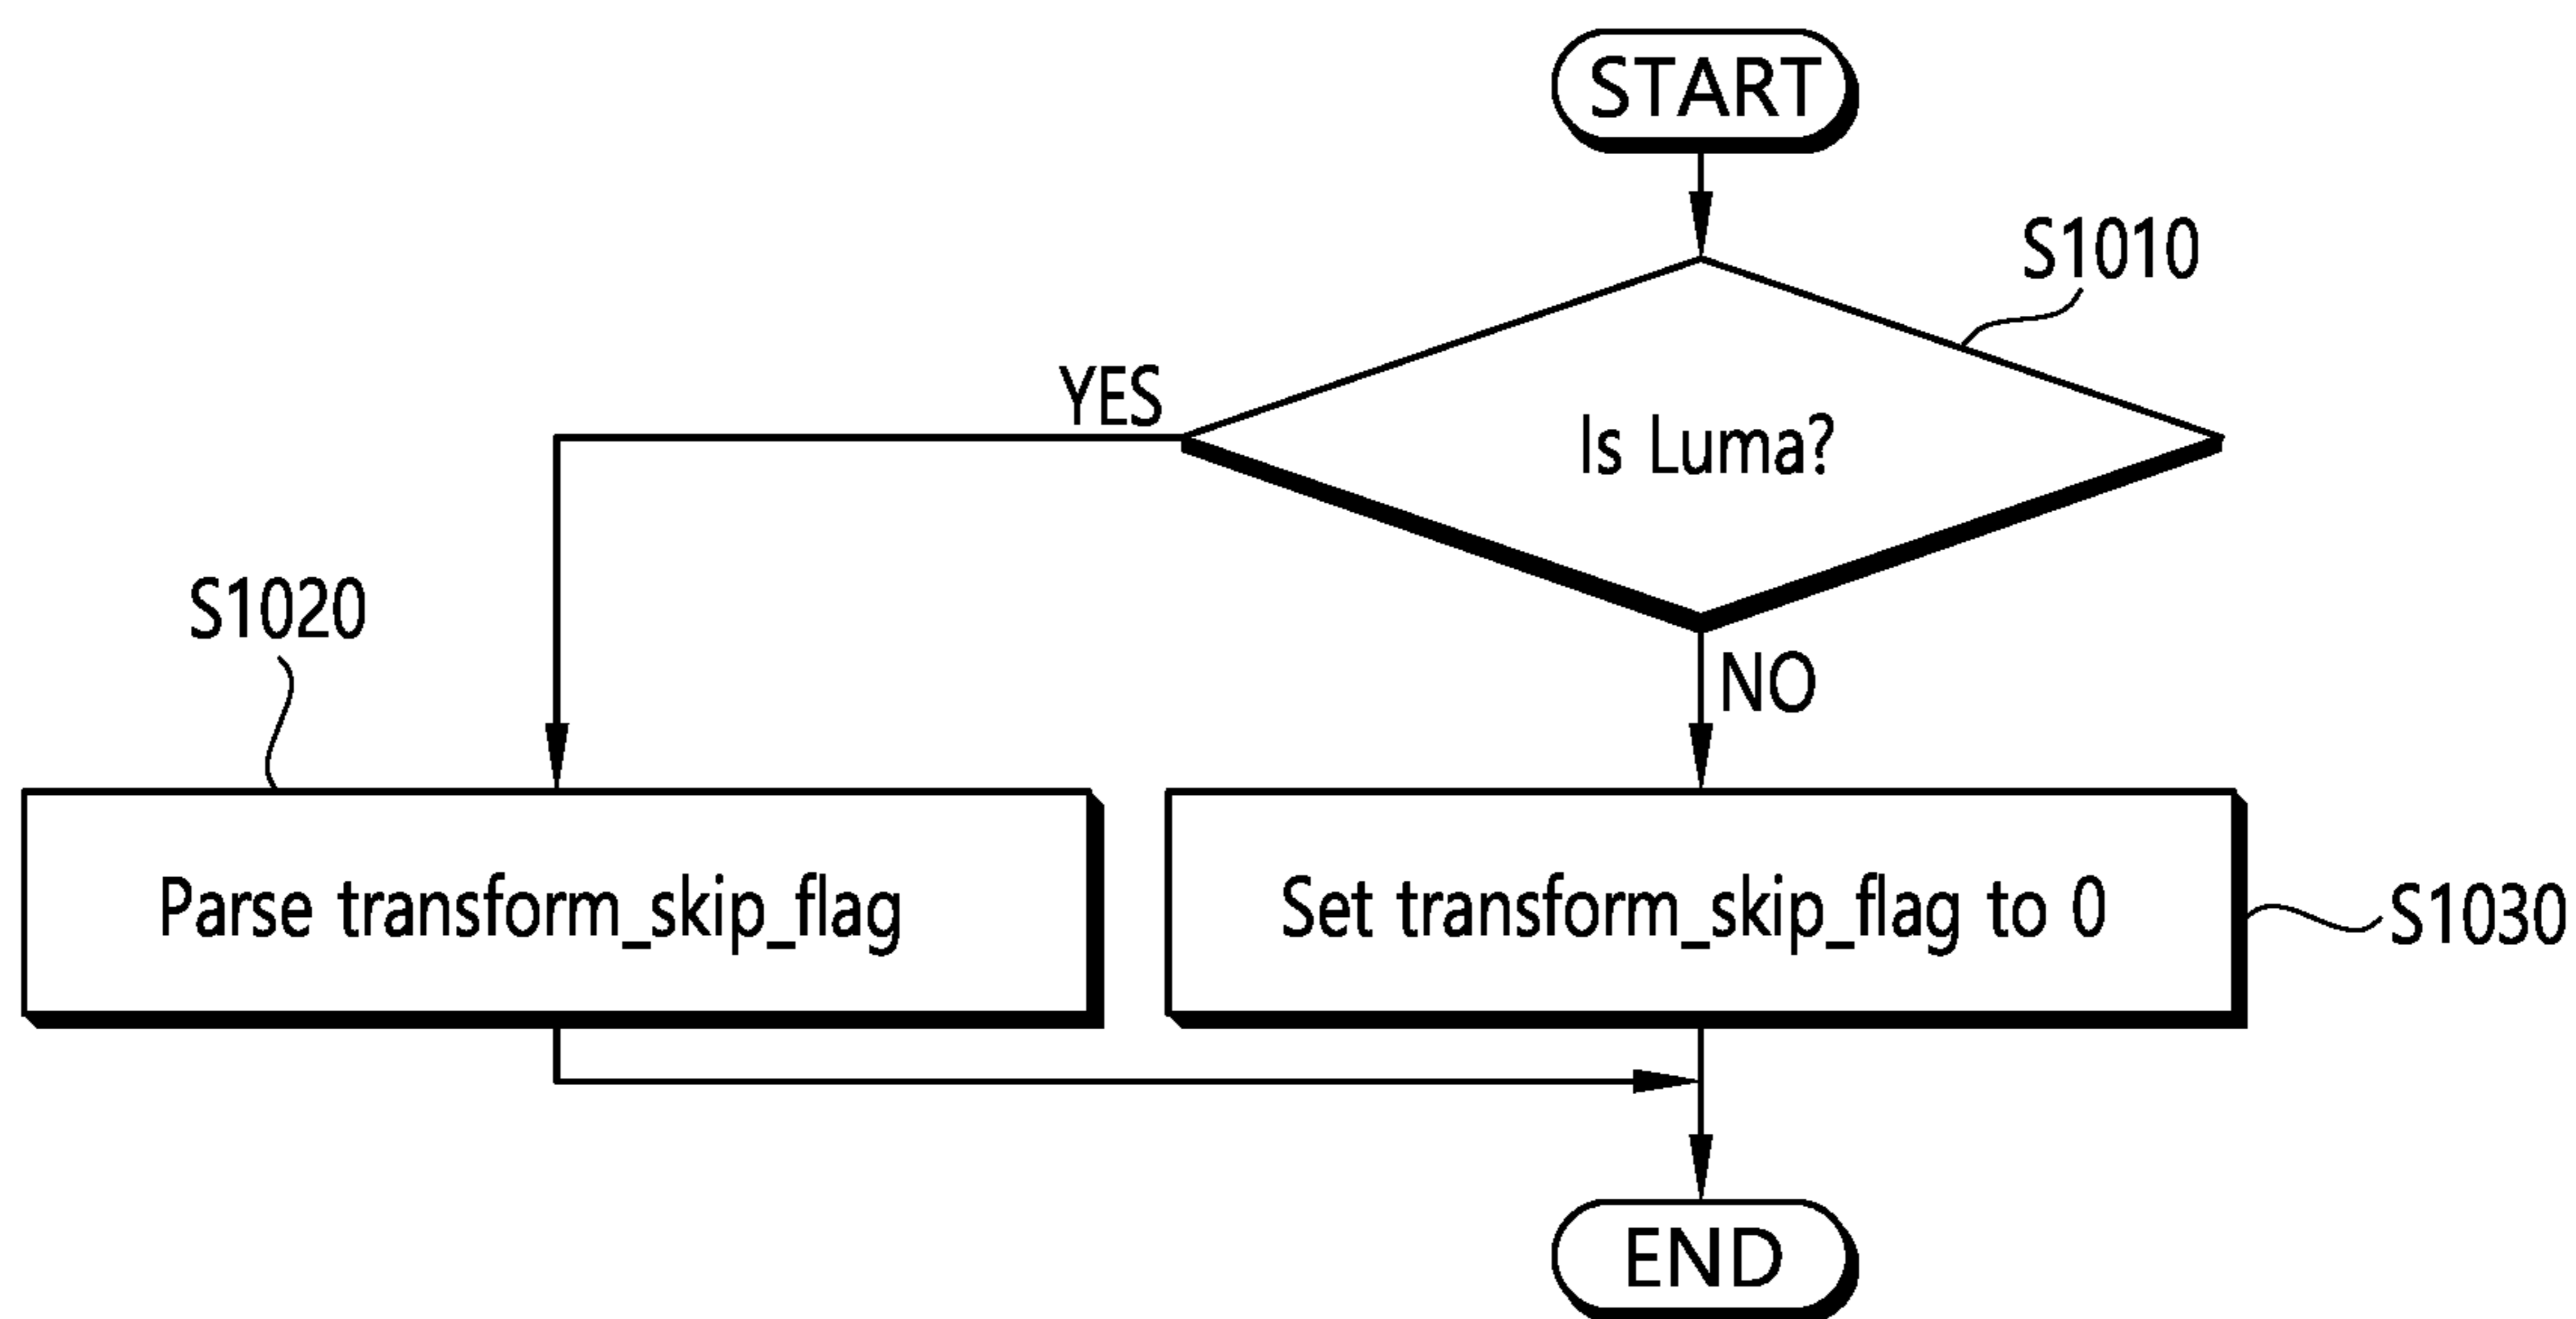 START
S1010
YES
Is Luma?
S1020
NO
Parse transform_skip_flag
Set transform_skip_flag to 0
S1030
END